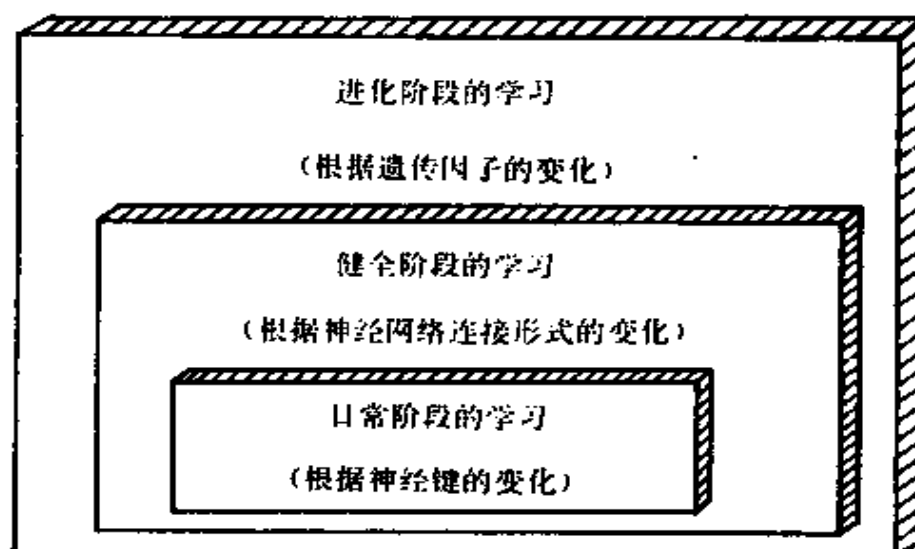 进化阶段的学习
（根据遗传因子的变化）
健全阶段的学习
（根据神经网络连接形式的变化）
日常阶段的学习
（根据神经键的变化）